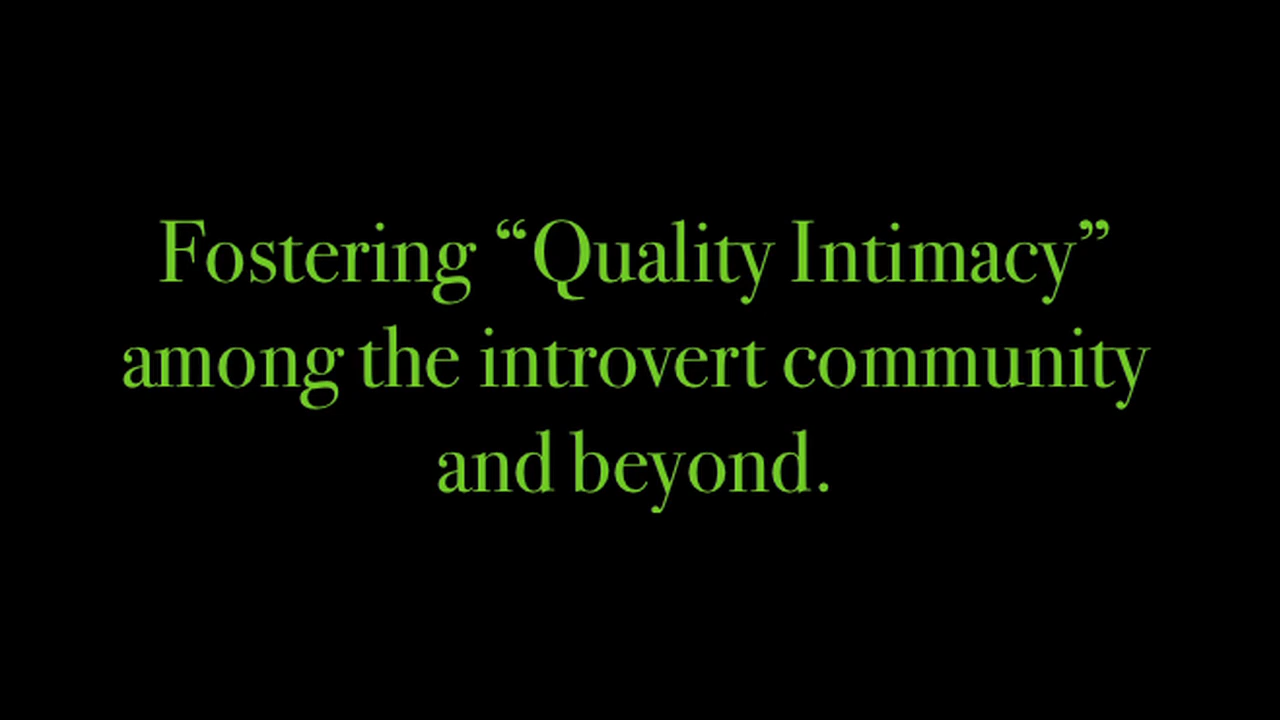 Fostering “Quality Intimacy”
among the introvert community
and beyond.